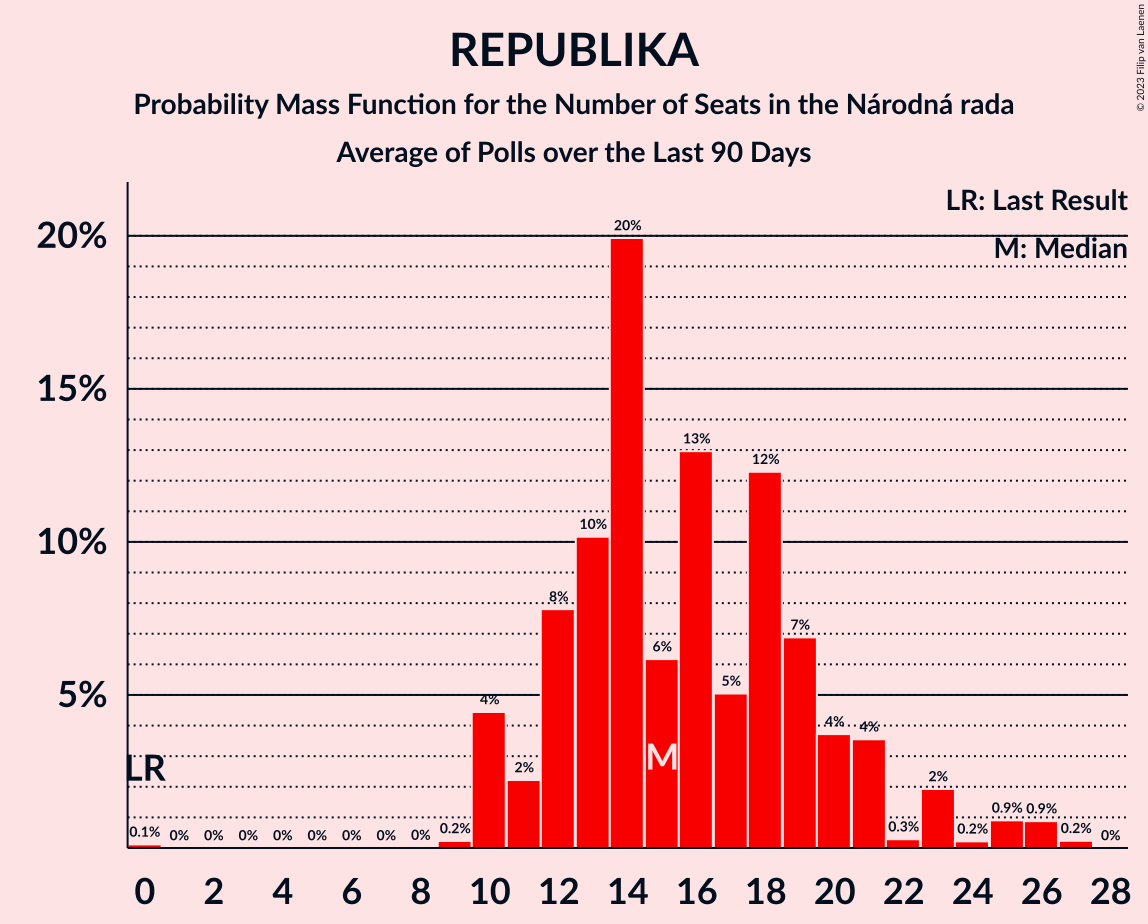 REPUBLIKA
Probability Mass Function for the Number of Seats in the Národná rada
Average of Polls over the Last 90 Days
© 2023 Filip van Laenen
LR: Last Result
M: Median
20%
15%
10%
5%
LR
M
0.1% 0% 0% 0% 0% 0% 0% 0% 0% 0.2% 4% 2% 8% 10% 20% 6% 13% 5% 12% 7% 4% 4% 0.3% 2% 0.2% 0.9% 0.9% 0.2% 0%
0 2 4 6 8 10 12 14 16 18 20 22 24 26 28